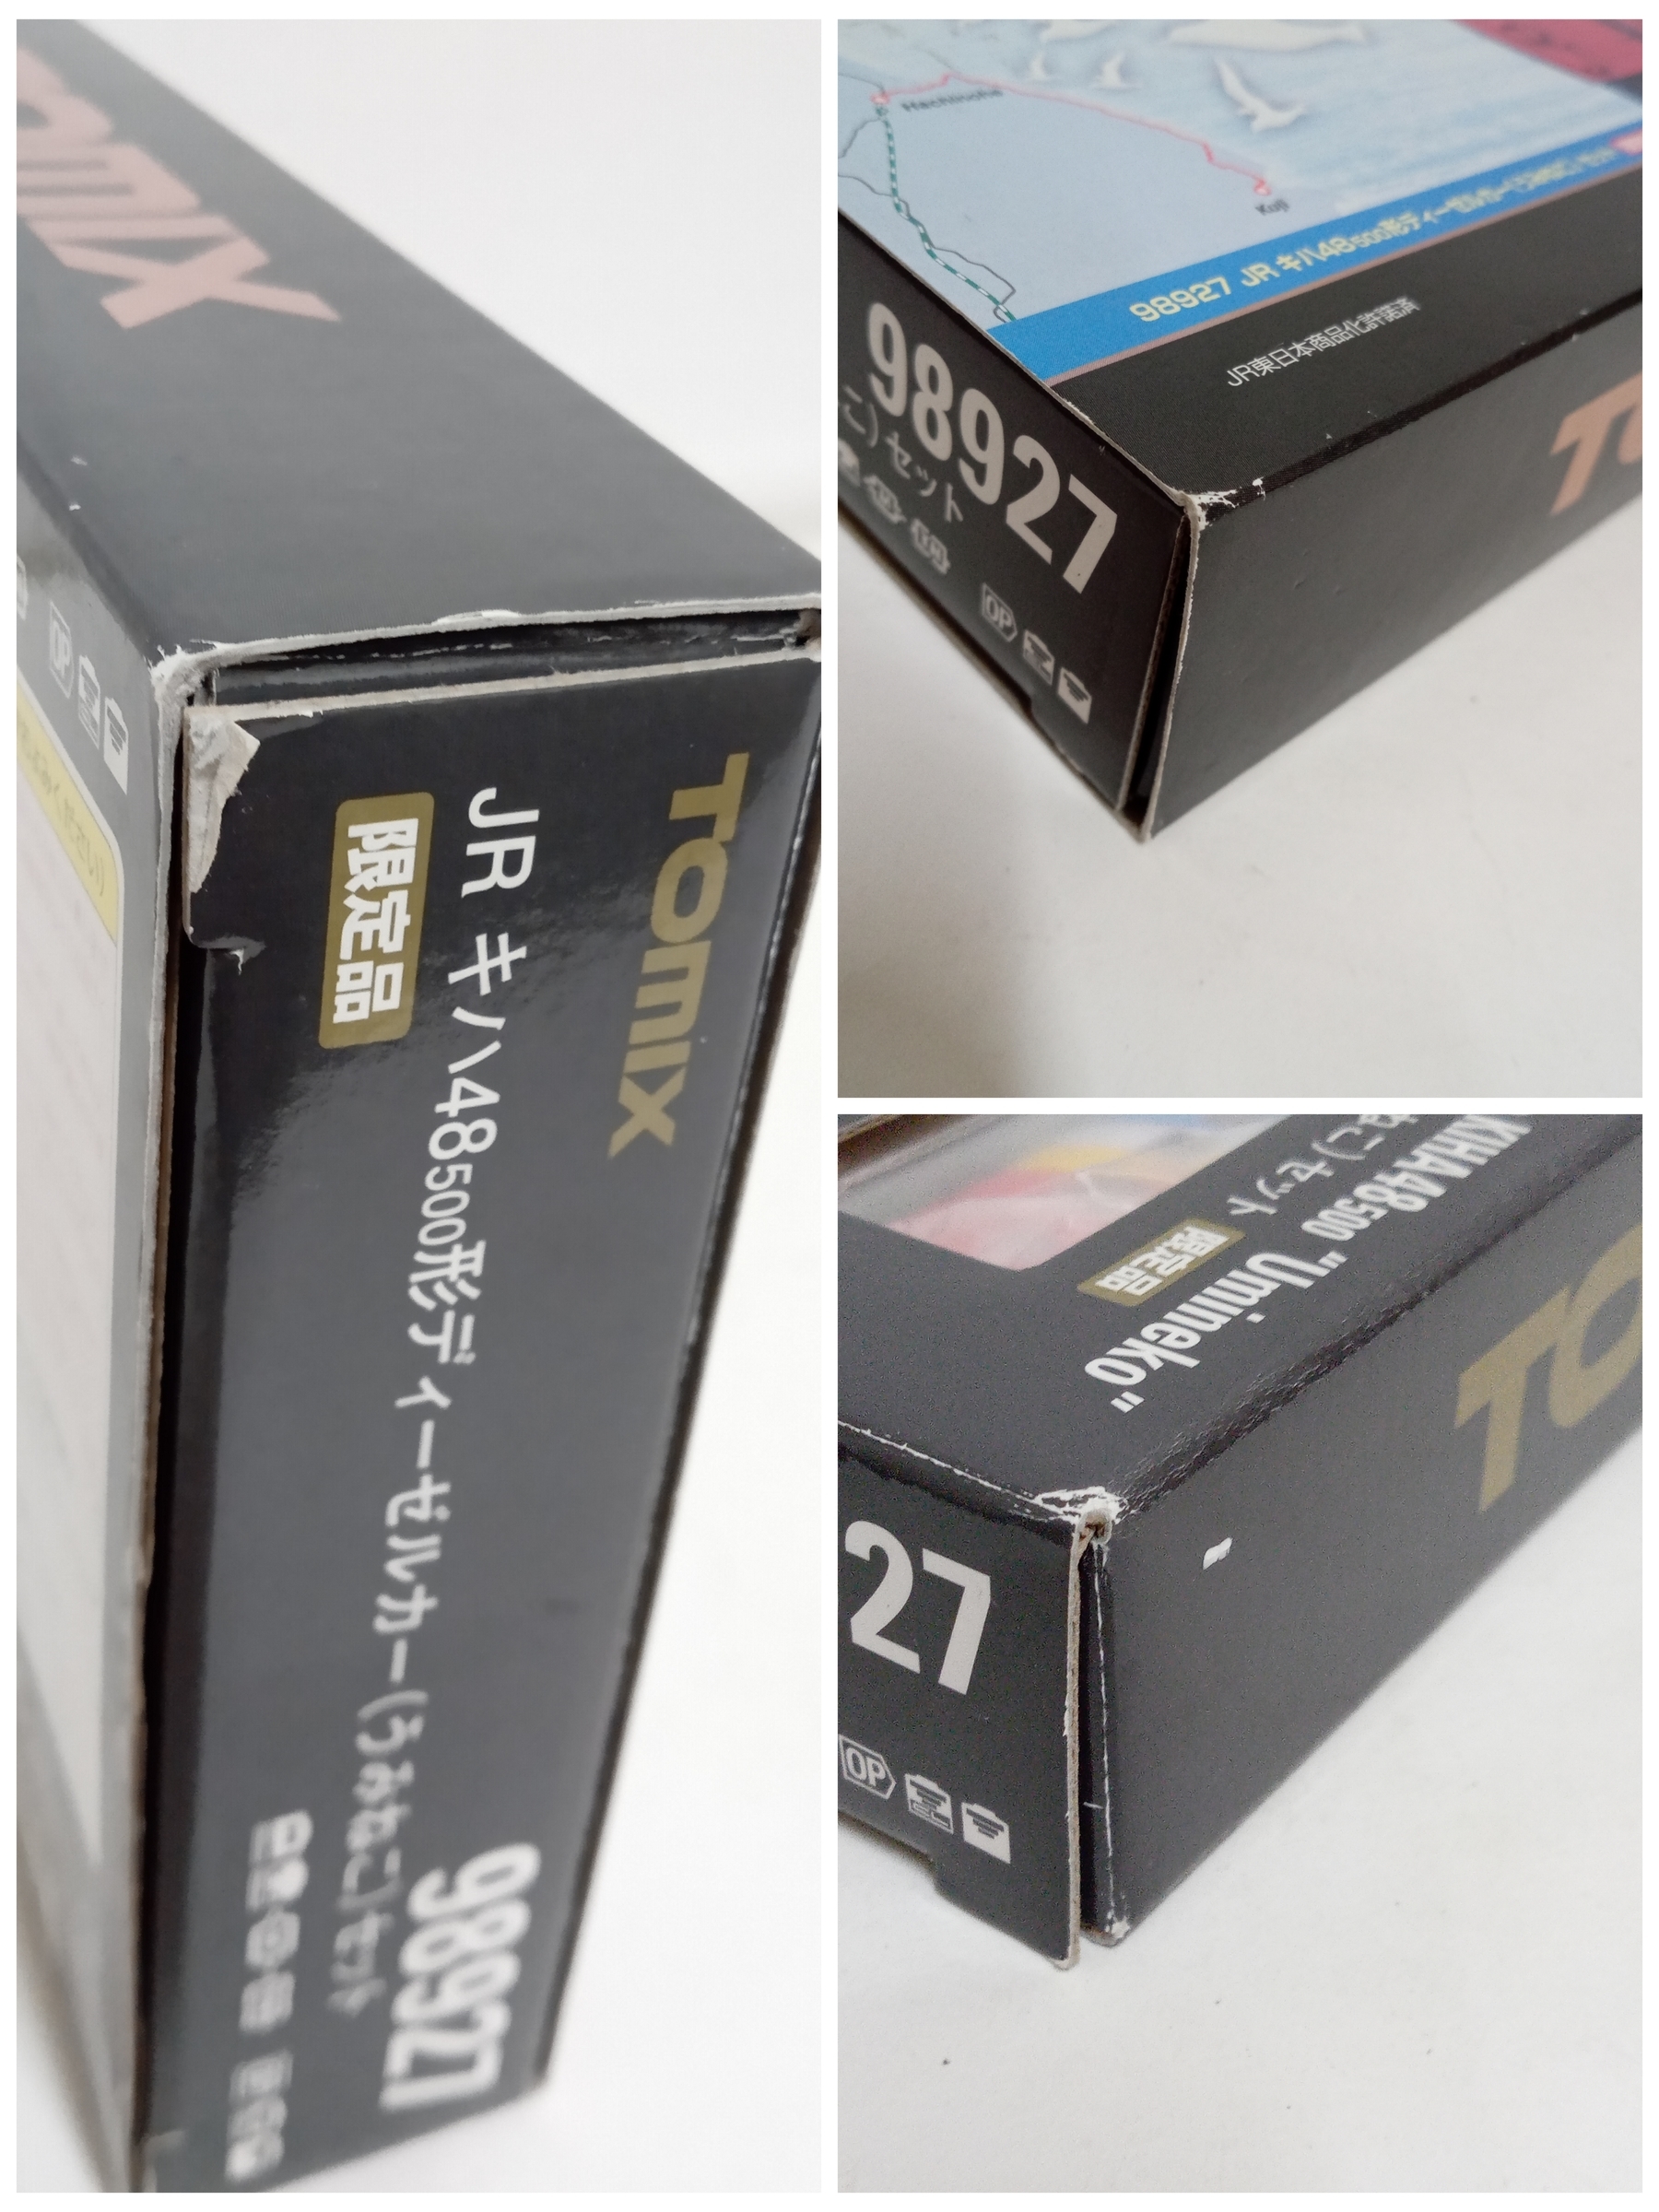 TOMIX
JR キハ48500形ディーゼルカー(うみねこ)セット
限定品
98927
OP
Hachinohe
Kuji
98927 JR キハ48-500形ディーゼルカー(うみねこ)セット
JR東日本商品化許諾済
98927
こ)セット
OP
TO
KIHA48500 "Umineko"
ねこ)セット
限定品
TO
27
OP